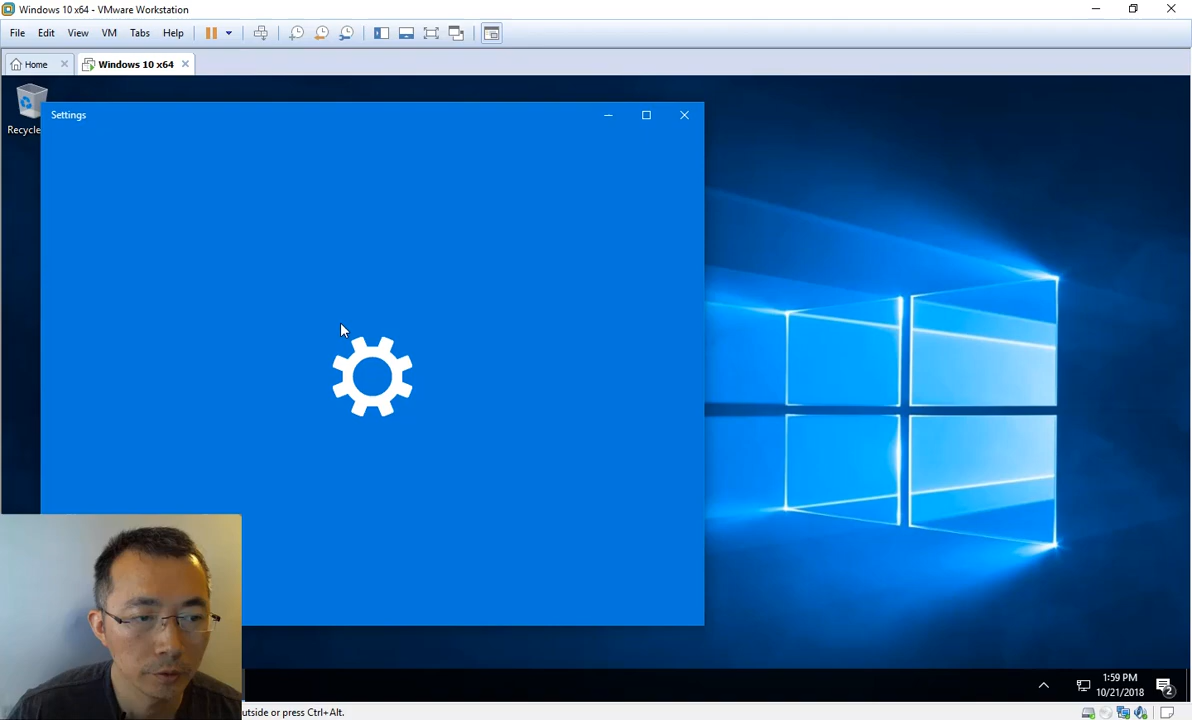 Windows 10 x64 - VMware Workstation
File Edit View VM Tabs Help
Home
Windows 10 x64
Recycle
Settings
1:59 PM
10/21/2018
2
utside or press Ctrl+Alt.